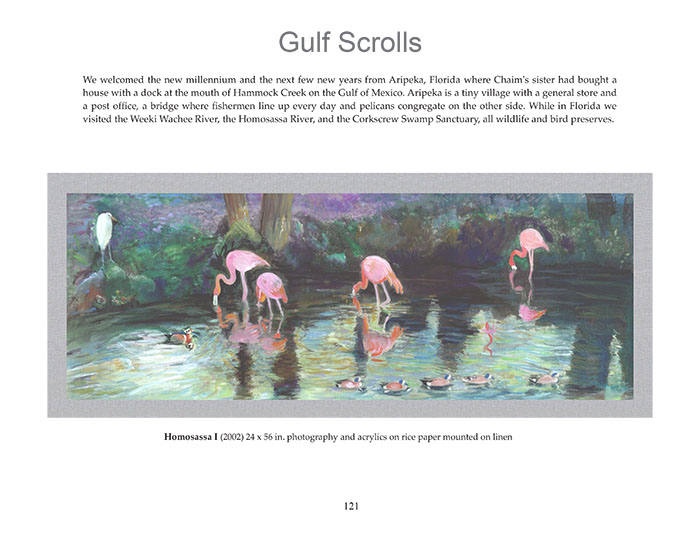 Gulf Scrolls
We welcomed the new millennium and the next few new years from Aripeka, Florida where Chaim's sister had bought a
house with a dock at the mouth of Hammock Creek on the Gulf of Mexico. Aripeka is a tiny village with a general store and
a post office, a bridge where fishermen line up every day and pelicans congregate on the other side. While in Florida we
visited the Weeki Wachee River, the Homosassa River, and the Corkscrew Swamp Sanctuary, all wildlife and bird preserves.
Homosassa I (2002) 24 x 56 in. photography and acrylics on rice paper mounted on linen
121